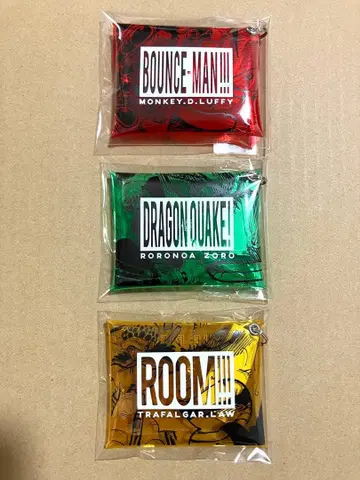 BOUNCE-MAN!!!
MONKEY.D.LUFFY
DRAGON QUAKE!
RORONOA ZORO
ROOM!!!
TRAFALGAR.LAW